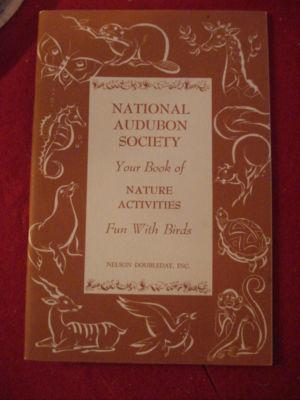 NATIONAL
AUDUBON
SOCIETY
Your Book of
NATURE
ACTIVITIES
Fun With Birds
NELSON DOUBLEDAY, INC.